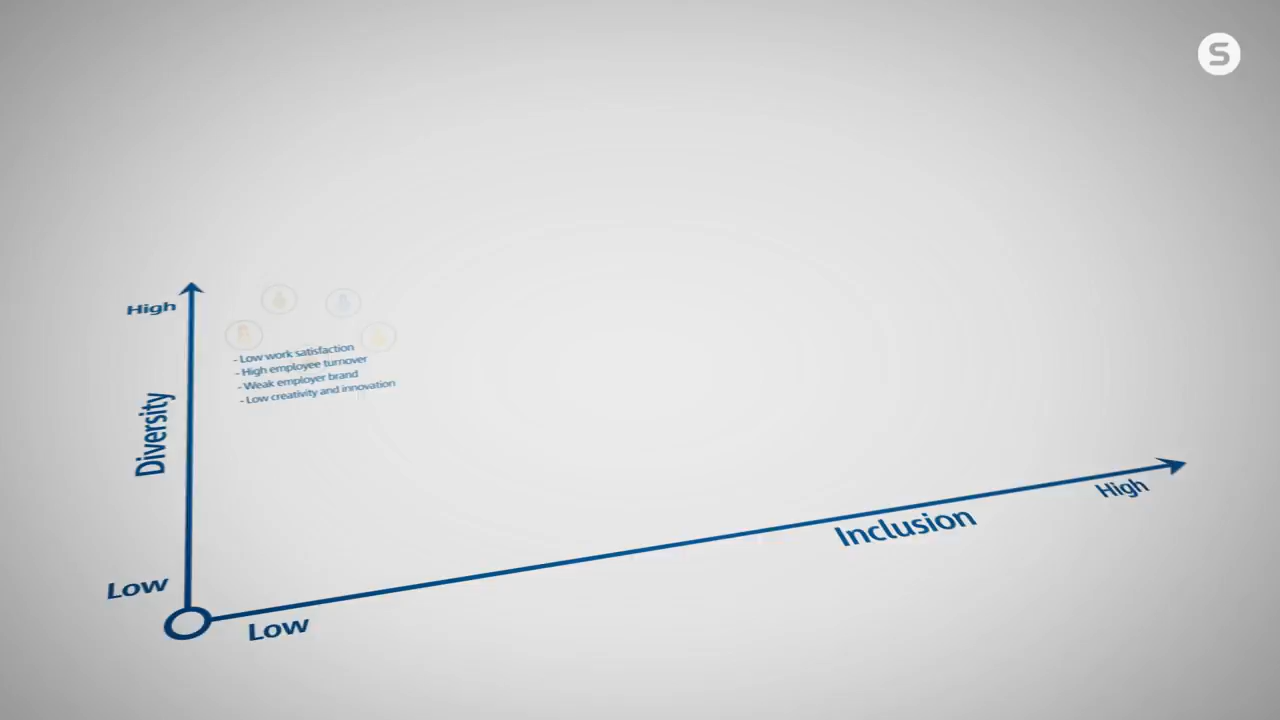 S
High
- Low work satisfaction
- High employee turnover
- Weak employer brand
- Low creativity and innovation
Diversity
High
Inclusion
Low
Low